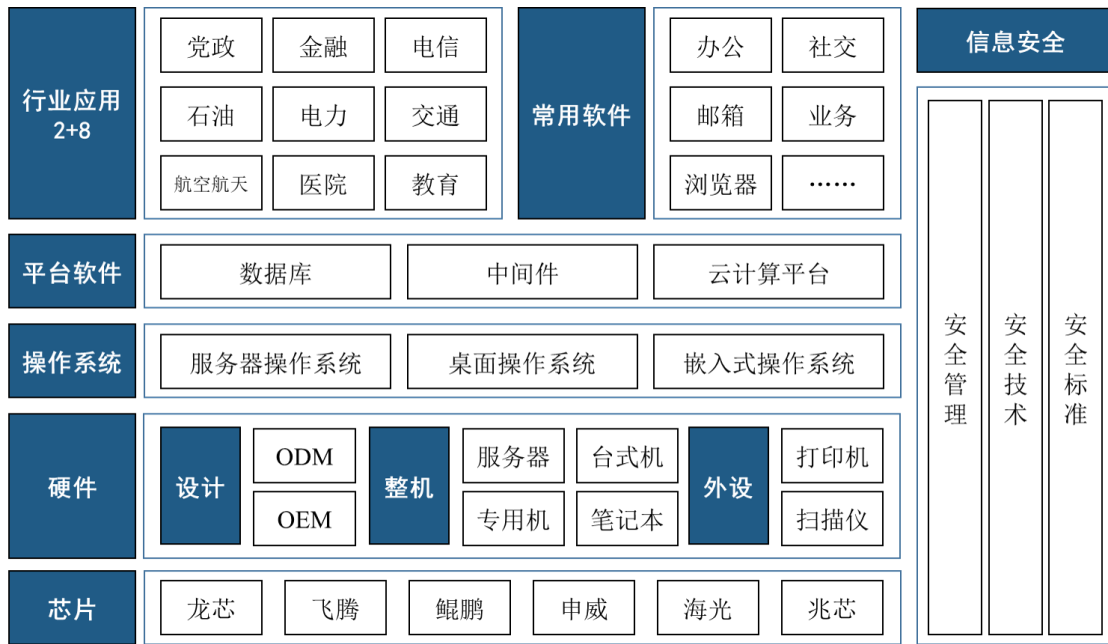 行业应用
2+8
党政
金融
电信
石油
电力
交通
航空航天
医院
教育
常用软件
办公
社交
邮箱
业务
浏览器
……
平台软件
数据库
中间件
云计算平台
操作系统
服务器操作系统
桌面操作系统
嵌入式操作系统
硬件
设计
ODM
OEM
整机
服务器
台式机
专用机
笔记本
外设
打印机
扫描仪
芯片
龙芯
飞腾
鲲鹏
申威
海光
兆芯
信息安全
安全管理
安全技术
安全标准